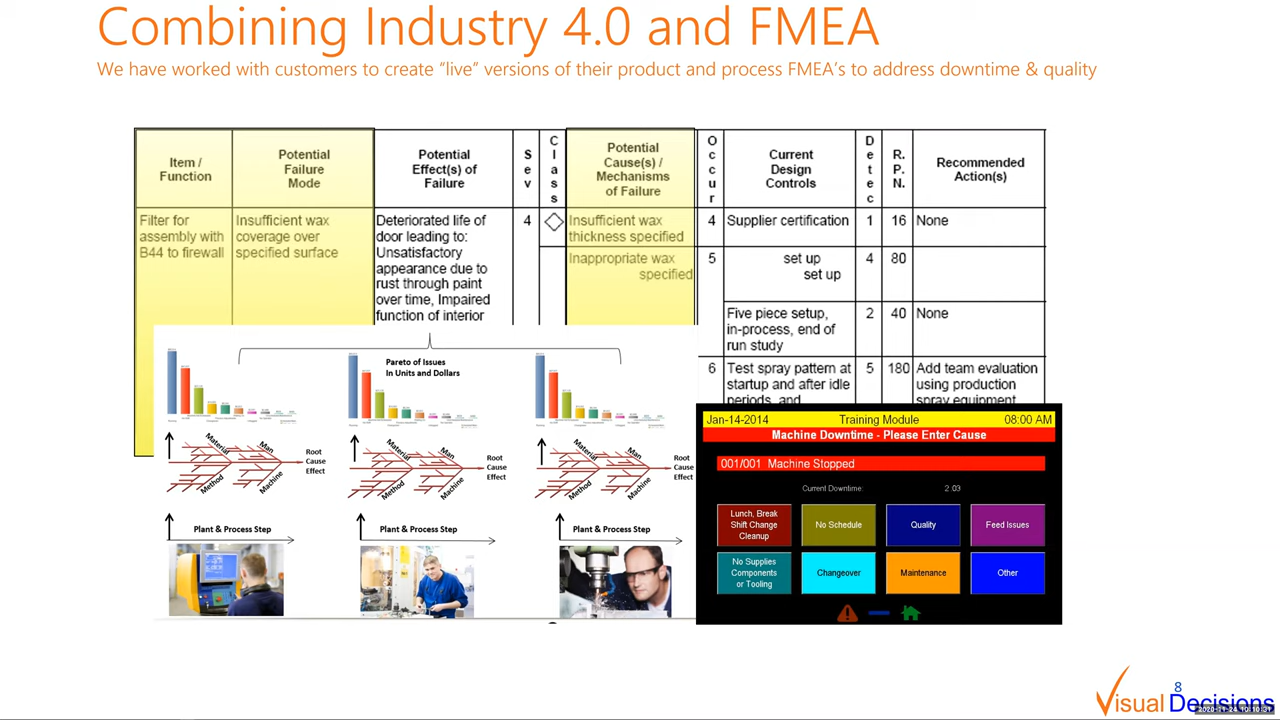 Combining Industry 4.0 and FMEA
We have worked with customers to create “live” versions of their product and process FMEA’s to address downtime & quality
Item /
Function
Potential
Failure
Mode
Potential
Effect(s) of
Failure
S
e
v
C
l
a
s
s
Potential
Cause(s) /
Mechanisms
of Failure
O
c
c
u
r
Current
Design
Controls
D
e
t
e
c
R.
P.
N.
Recommended
Action(s)
Filter for
assembly with
B44 to firewall
Insufficient wax
coverage over
specified surface
Deteriorated life of
door leading to:
Unsatisfactory
appearance due to
rust through paint
over time, Impaired
function of interior
4
Insufficient wax
thickness specified
4
Supplier certification
1
16
None
Inappropriate wax
specified
5
set up
set up
4
80
Five piece setup,
in-process, end of
run study
2
40
None
6
Test spray pattern at
startup and after idle
periods, and
5
180
Add team evaluation
using production
spray equipment
Pareto of Issues
In Units and Dollars
Material
Man
Method
Machine
Root
Cause
Effect
Material
Man
Method
Machine
Root
Cause
Effect
Material
Man
Method
Machine
Root
Cause
Effect
Plant & Process Step
Plant & Process Step
Plant & Process Step
Jan-14-2014 Training Module 08:00 AM
Machine Downtime - Please Enter Cause
001/001 Machine Stopped
Current Downtime: 2.03
Lunch, Break
Shift Change
Cleanup
No Schedule
Quality
Feed Issues
No Supplies
Components
or Tooling
Changeover
Maintenance
Other
8
Visual Decisions
2020-11-24 10:10:31